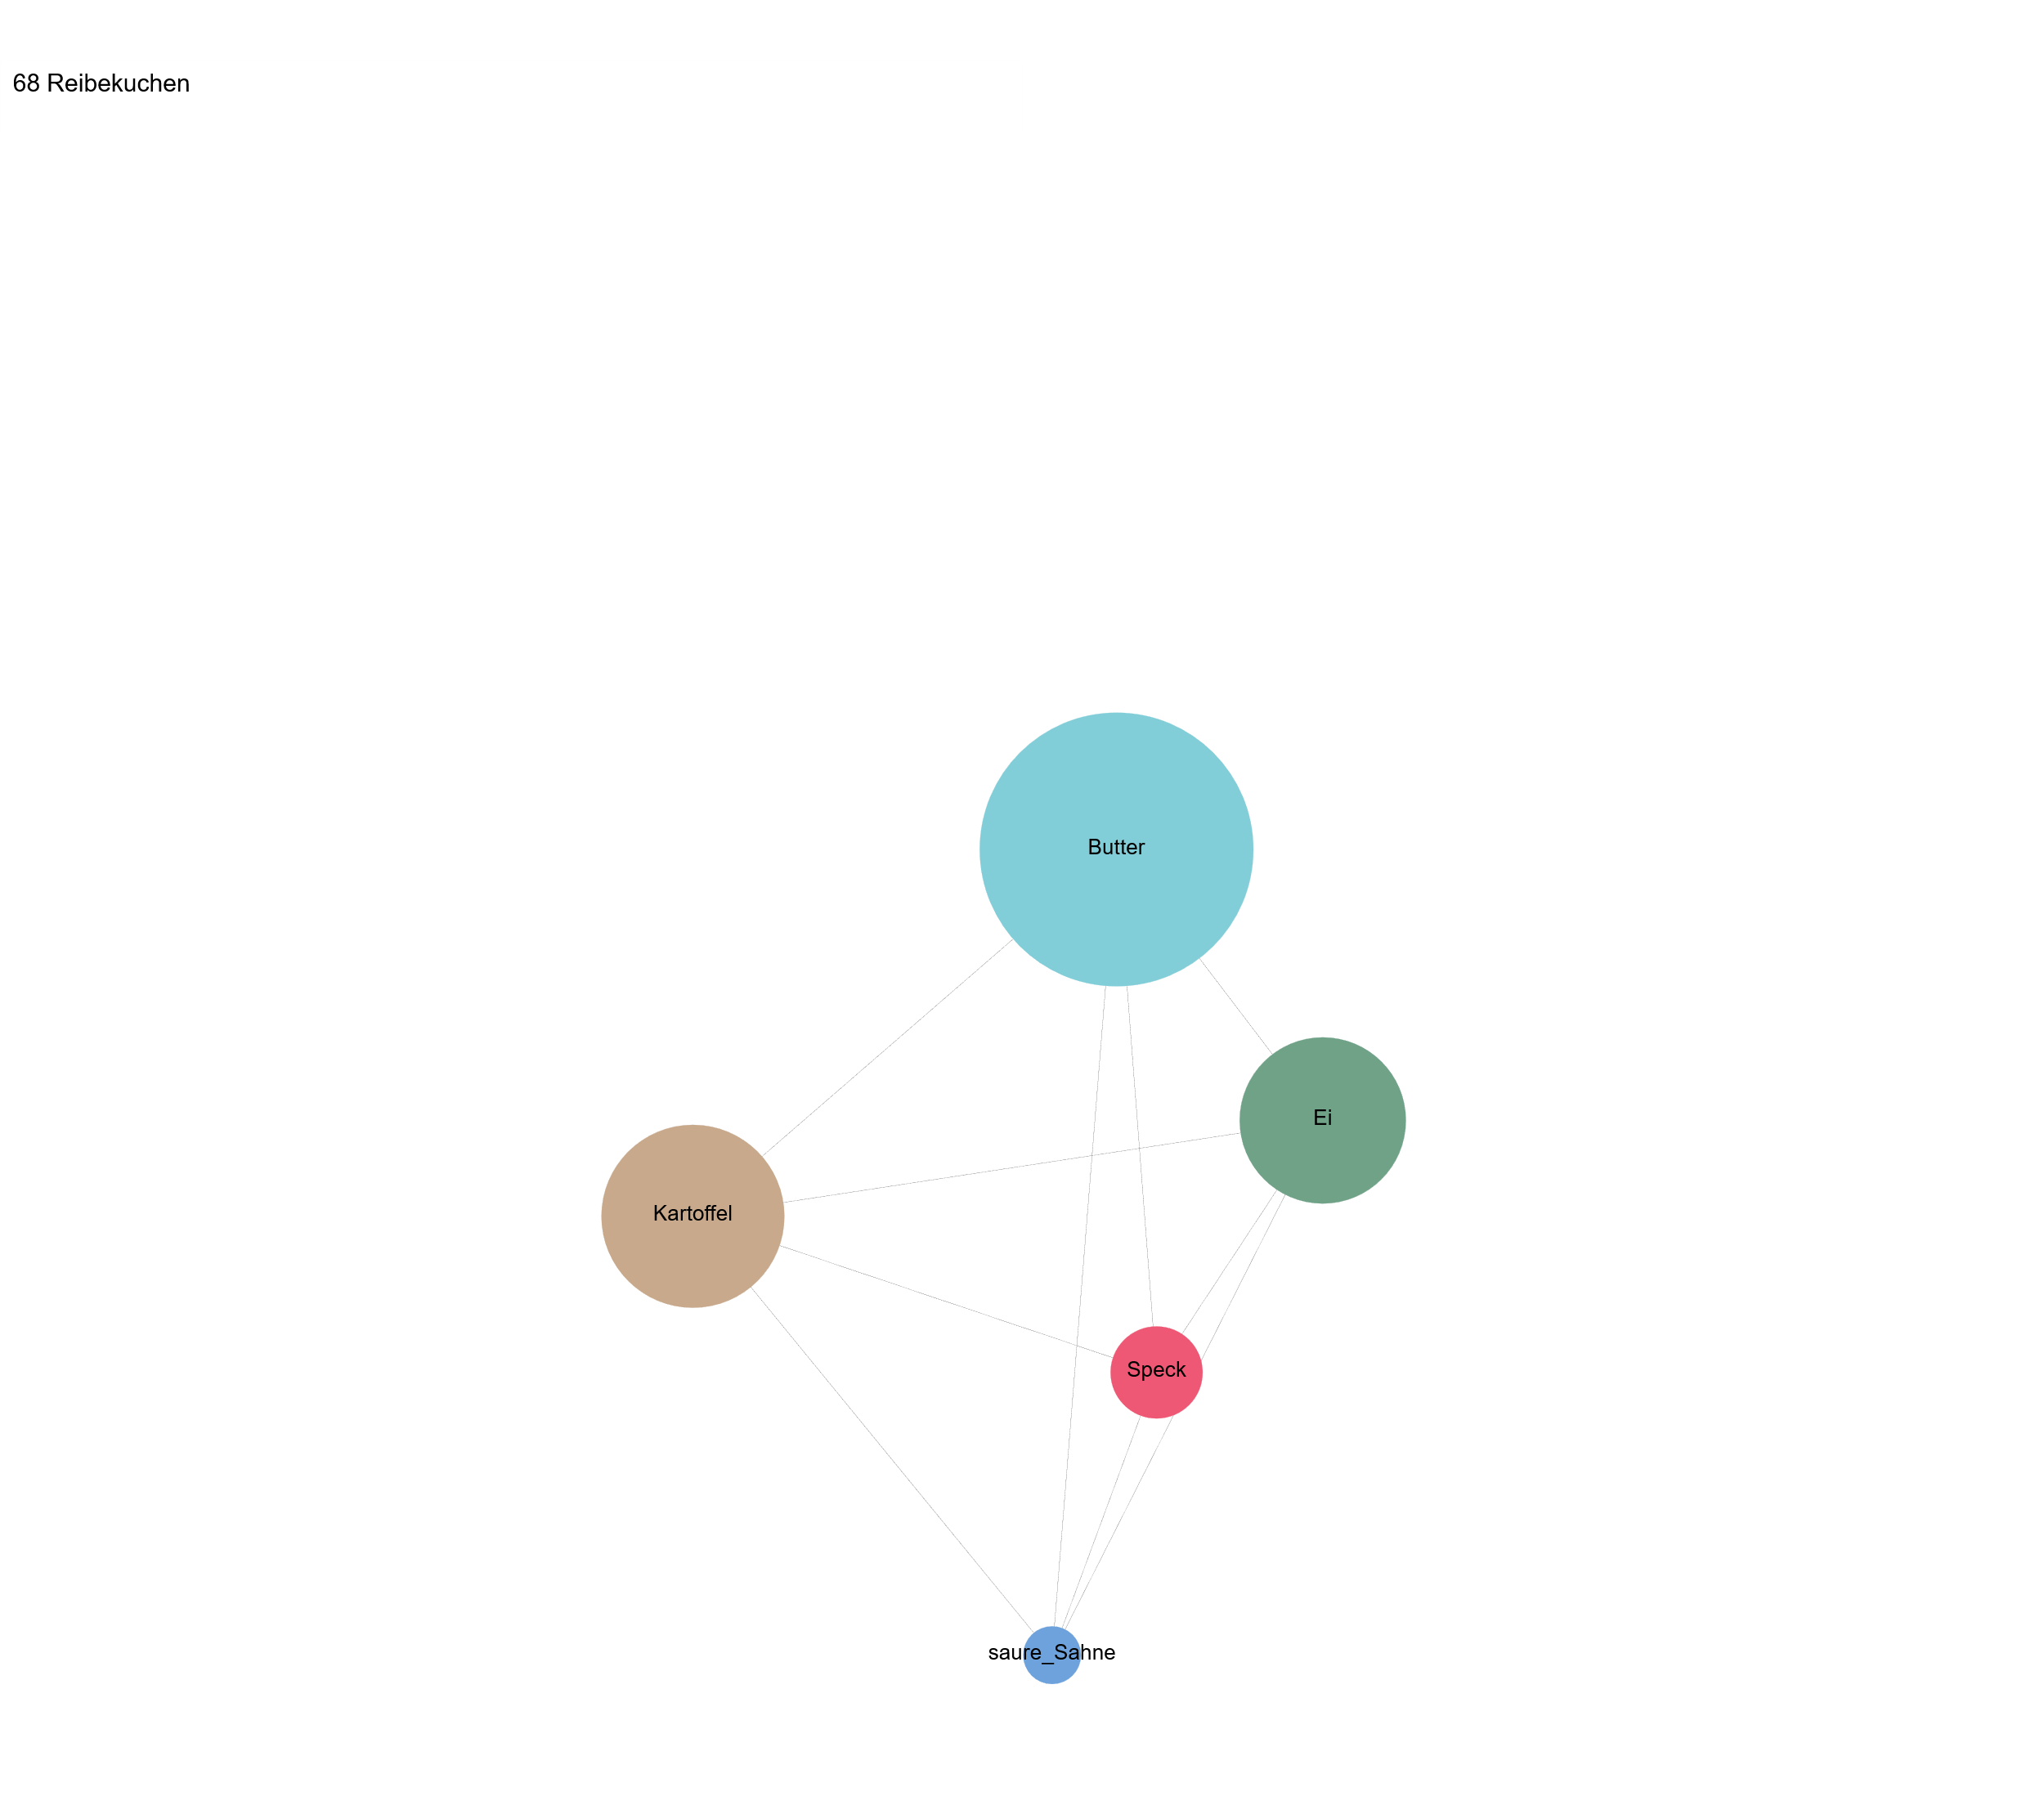 68 Reibekuchen
Butter
Ei
Kartoffel
Speck
saure_Sahne